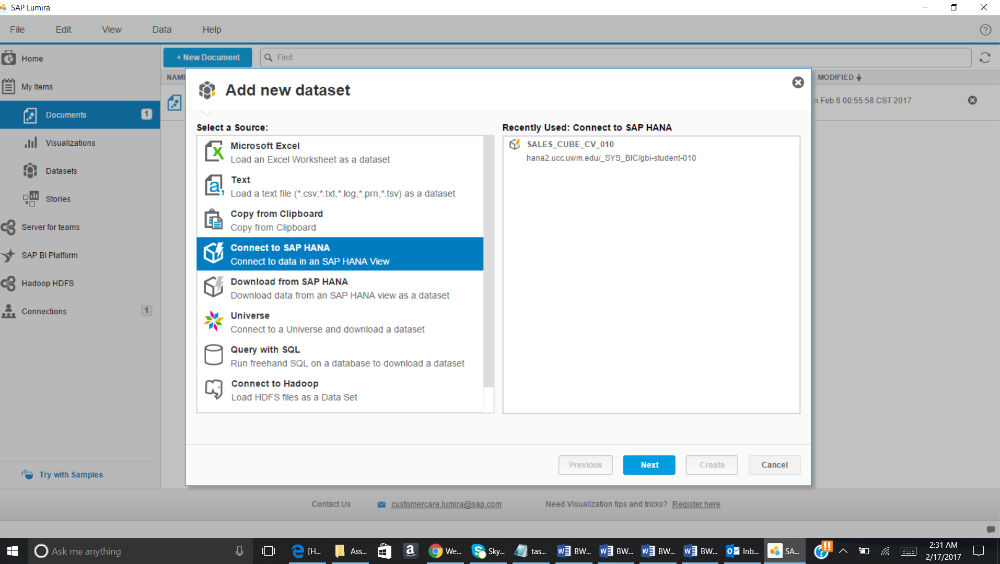 SAP Lumira
File
Edit
View
Data
Help
Home
My Items
Documents
1
Visualizations
Datasets
Stories
Server for teams
SAP BI Platform
Hadoop HDFS
Connections
1
Try with Samples
+ New Document
Find
NAME
MODIFIED
n Feb 6 00:55:58 CST 2017
Add new dataset
Select a Source:
Microsoft Excel
Load an Excel Worksheet as a dataset
Text
Load a text file (*.csv;*.txt,*.log,*.prn,*.tsv) as a dataset
Copy from Clipboard
Copy from Clipboard
Connect to SAP HANA
Connect to data in an SAP HANA View
Download from SAP HANA
Download data from an SAP HANA view as a dataset
Universe
Connect to a Universe and download a dataset
Query with SQL
Run freehand SQL on a database to download a dataset
Connect to Hadoop
Load HDFS files as a Data Set
Recently Used: Connect to SAP HANA
SALES_CUBE_CV_010
hana2.ucc.uwm.edu/_SYS_BIC/gbi-student-010
Previous
Next
Create
Cancel
Contact Us
customercare.lumira@sap.com
Need Visualization tips and tricks? Register here
Ask me anything
[H...
Ass...
We...
Sky...
tas...
BW...
BW...
BW...
BW...
Inb...
SA...
2:31 AM
2/17/2017